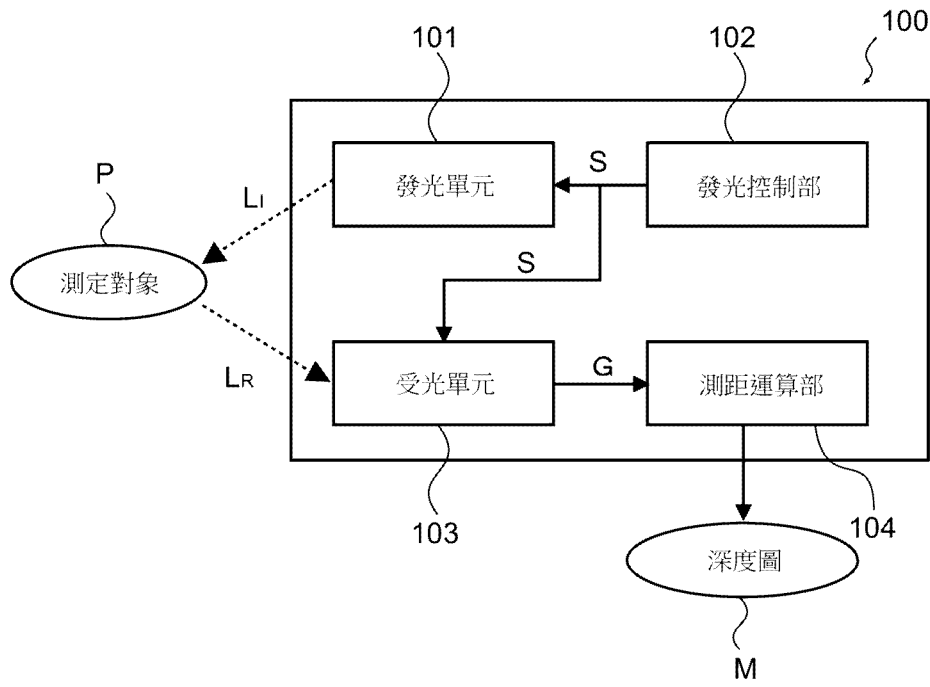 100
101
102
發光單元
S
發光控制部
P
LI
測定對象
S
LR
受光單元
G
測距運算部
103
104
深度圖
M